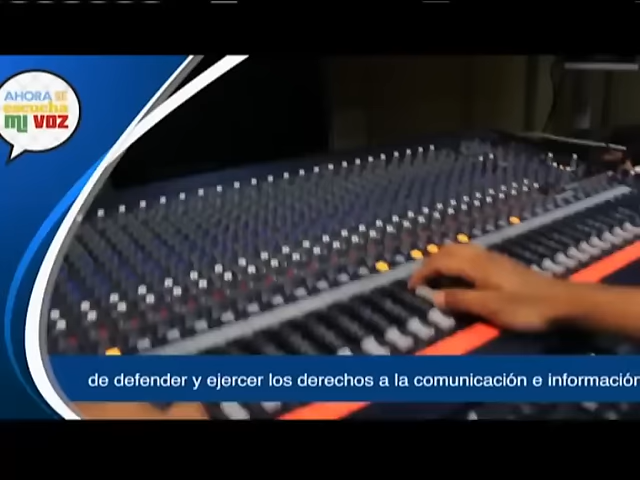 AHORA SE
escucha
MI VOZ
de defender y ejercer los derechos a la comunicación e información